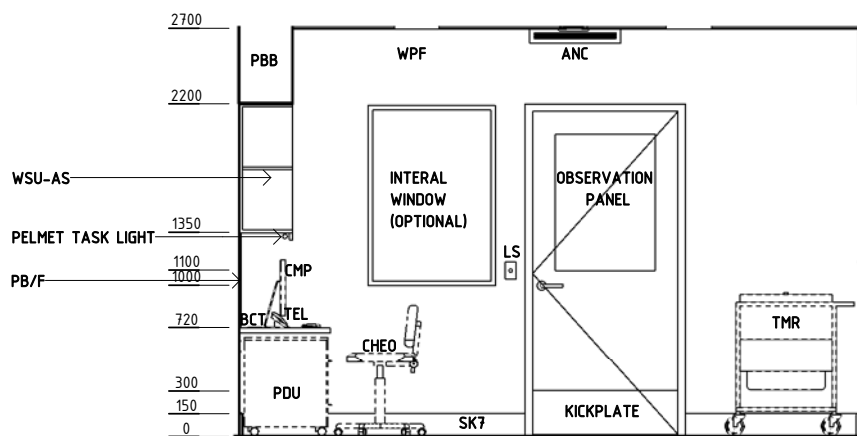 2700
PBB
WPF
ANC
2200
WSU-AS
INTERAL
WINDOW
(OPTIONAL)
OBSERVATION
PANEL
1350
PELMET TASK LIGHT
LS
1100
CMP
PB/F
1000
BCT
TEL
720
TMR
CHEO
300
PDU
150
SK7
KICKPLATE
0